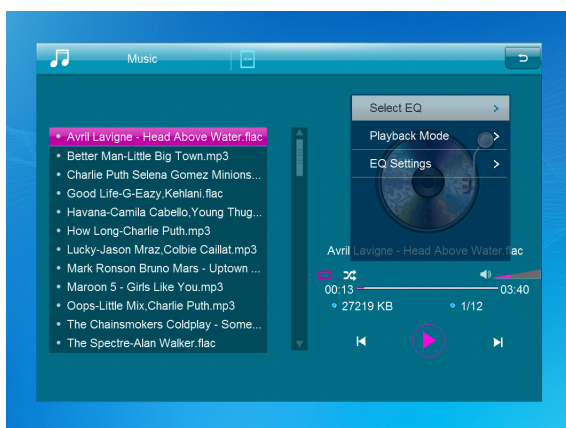 Music
Select EQ
Playback Mode
EQ Settings
Avril Lavigne - Head Above Water.flac
Better Man-Little Big Town.mp3
Charlie Puth Selena Gomez Minions...
Good Life-G-Eazy,Kehlani.flac
Havana-Camila Cabello,Young Thug...
How Long-Charlie Puth.mp3
Lucky-Jason Mraz,Colbie Caillat.mp3
Mark Ronson Bruno Mars - Uptown ...
Maroon 5 - Girls Like You.mp3
Oops-Little Mix,Charlie Puth.mp3
The Chainsmokers Coldplay - Some...
The Spectre-Alan Walker.flac
Avril Lavigne - Head Above Water.flac
00:13 03:40
27219 KB 1/12